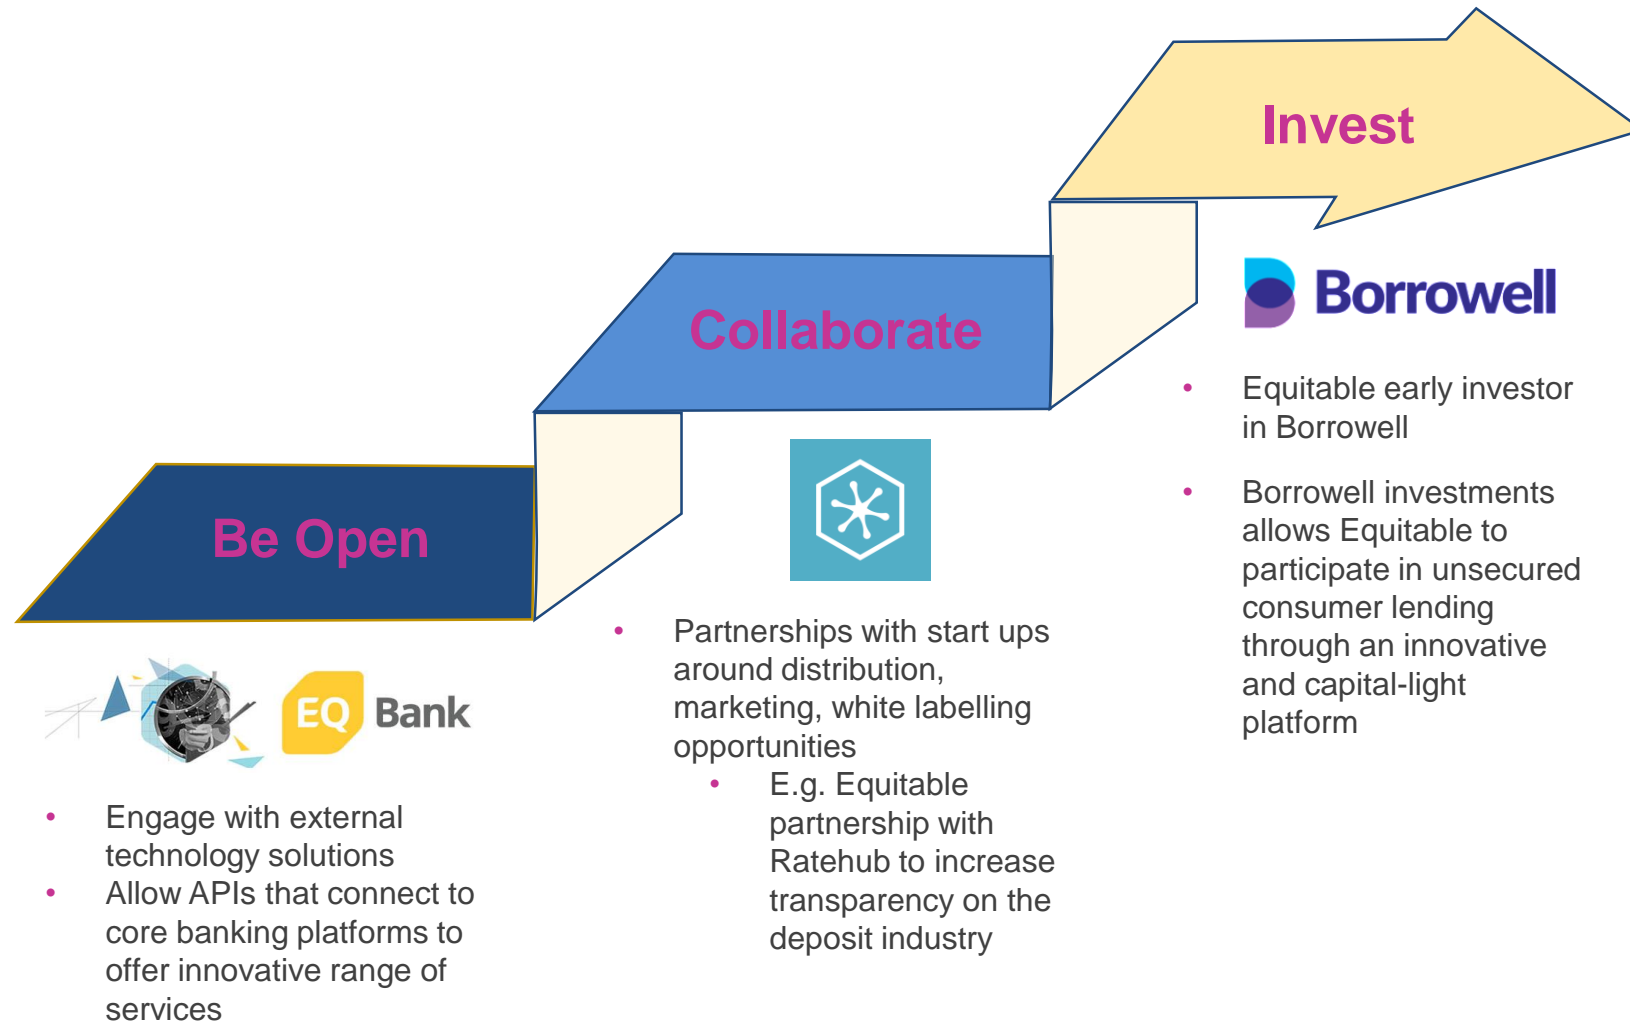 Be Open
EQ Bank
• Engage with external
technology solutions
• Allow APIs that connect to
core banking platforms to
offer innovative range of
services
Collaborate
• Partnerships with start ups
around distribution,
marketing, white labelling
opportunities
• E.g. Equitable
partnership with
Ratehub to increase
transparency on the
deposit industry
Invest
Borrowell
• Equitable early investor
in Borrowell
• Borrowell investments
allows Equitable to
participate in unsecured
consumer lending
through an innovative
and capital-light
platform